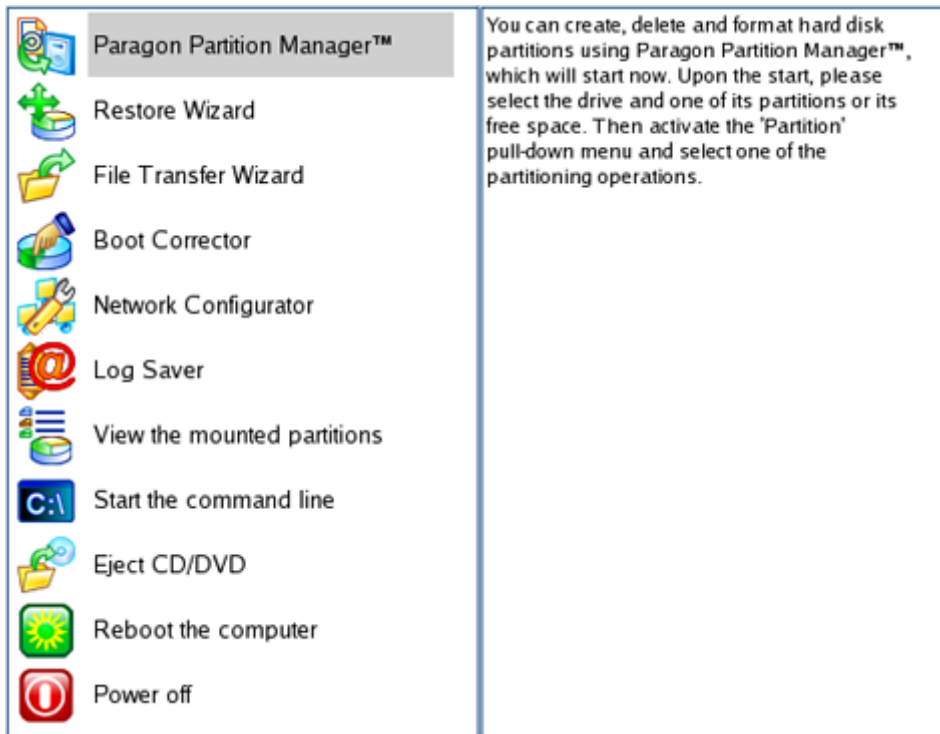 Paragon Partition Manager™
Restore Wizard
File Transfer Wizard
Boot Corrector
Network Configurator
Log Saver
View the mounted partitions
C:\
Start the command line
Eject CD/DVD
Reboot the computer
Power off
You can create, delete and format hard disk
partitions using Paragon Partition Manager™,
which will start now. Upon the start, please
select the drive and one of its partitions or its
free space. Then activate the 'Partition'
pull-down menu and select one of the
partitioning operations.